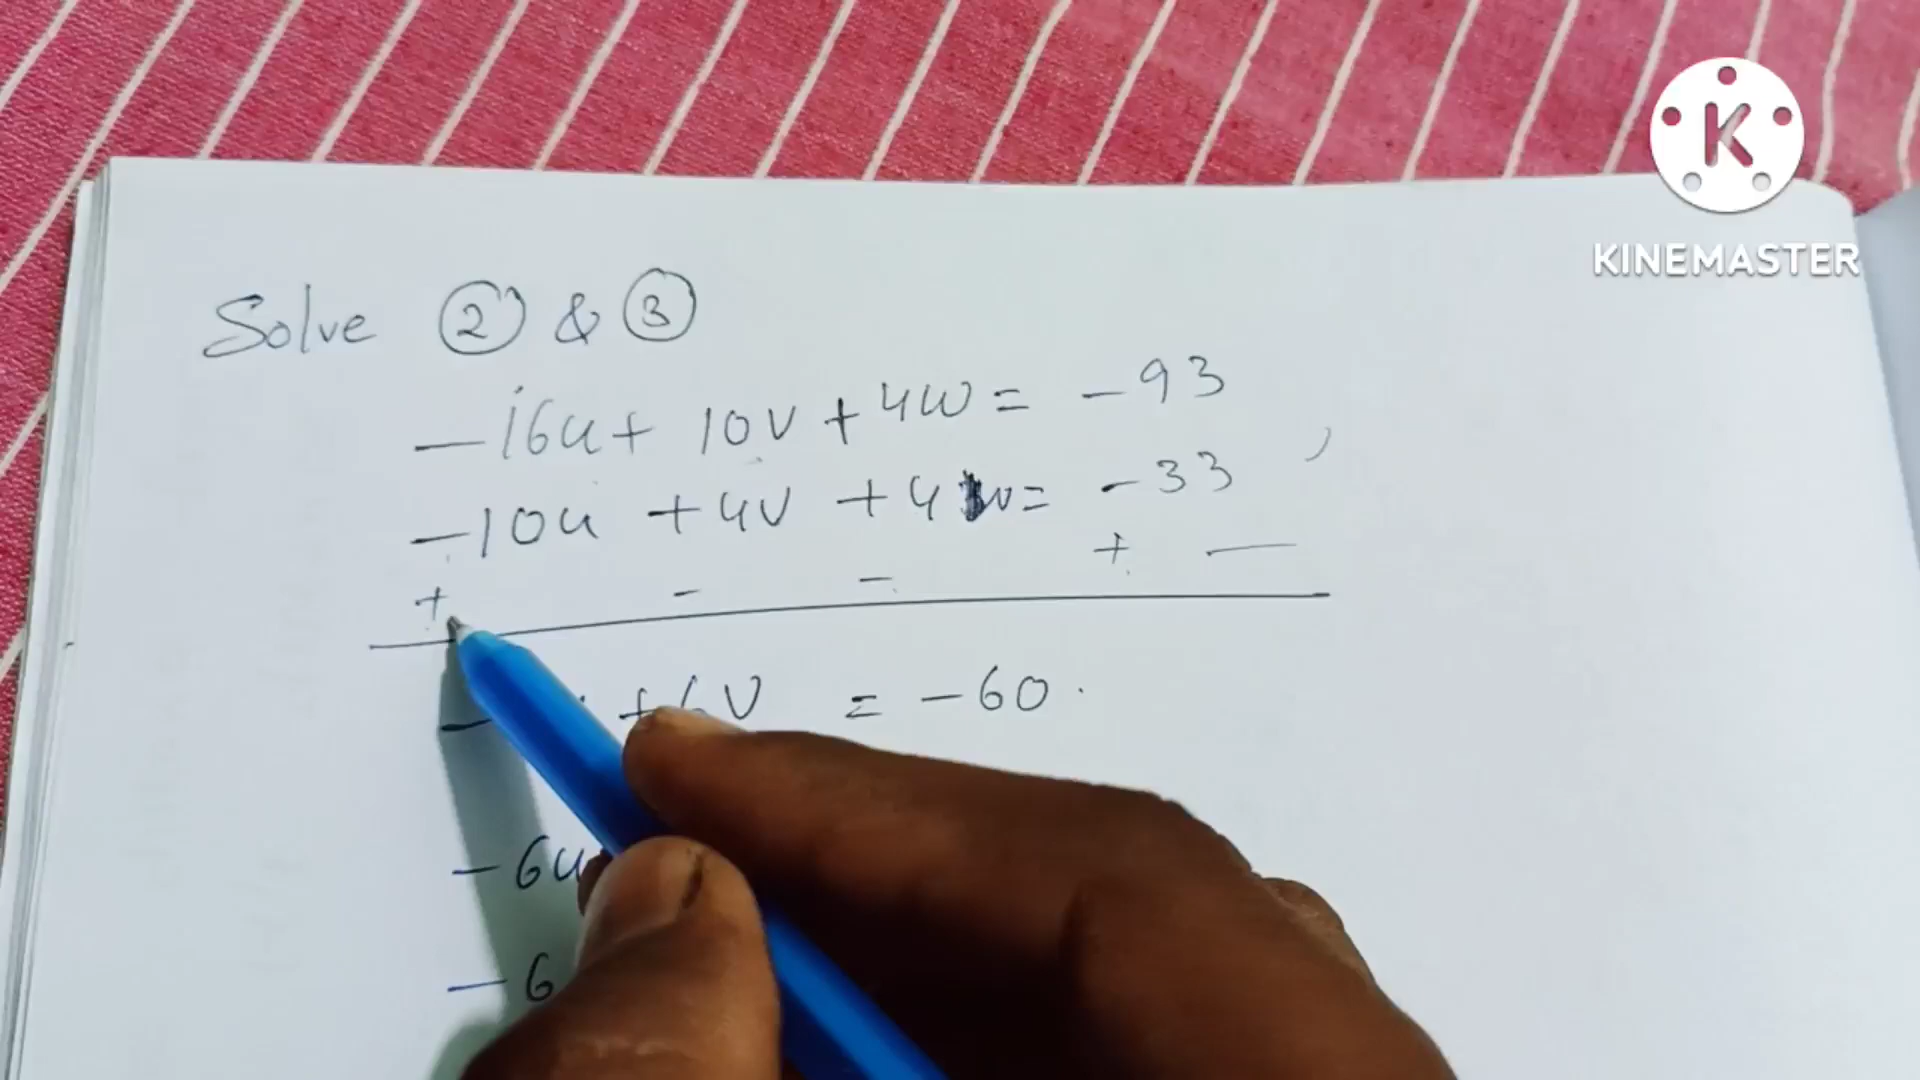 Solve ② & ③
-16u + 10v + 4w = -93
-10u + 4v + 4w = -33
+ - - + —
- +6v = -60
-6u
-6
KINEMASTER